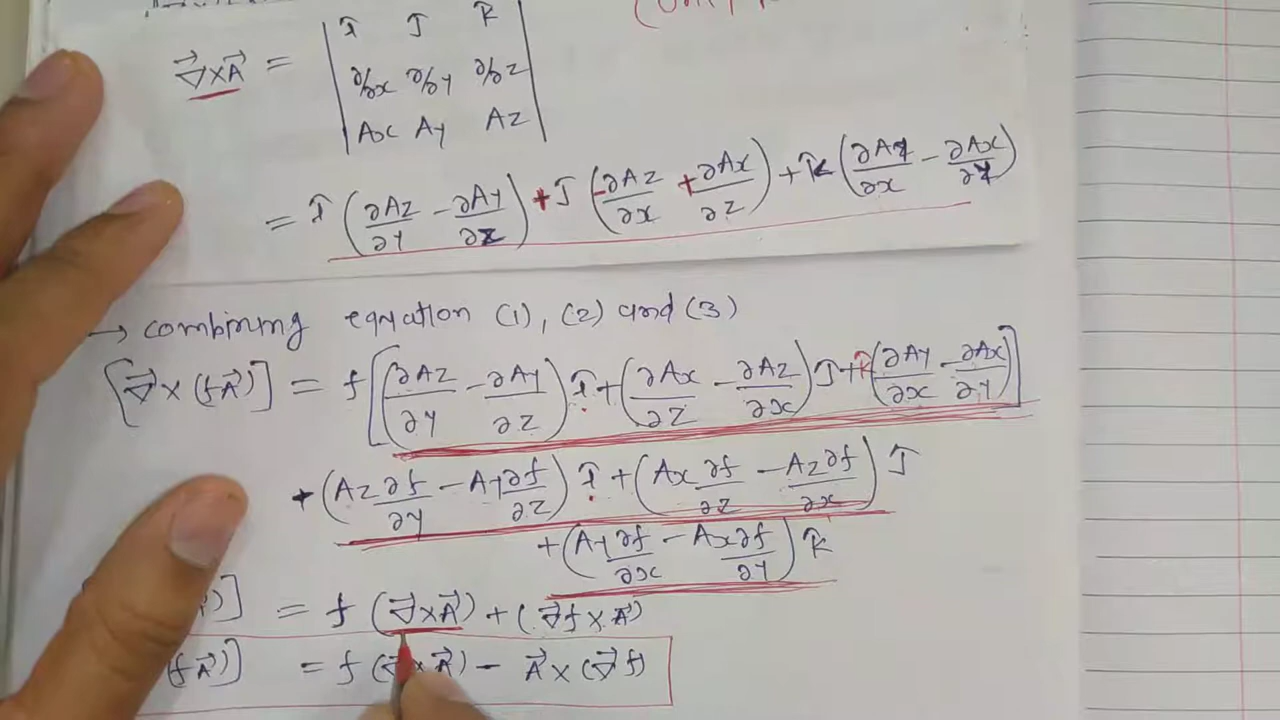 i j k
∇⃗×A⃗ = | ∂/∂x ∂/∂y ∂/∂z |
Ax Ay Az
= i (∂Az/∂y - ∂Ay/∂z) + j (-∂Az/∂x + ∂Ax/∂z) + k (∂Ay/∂x - ∂Ax/∂y)
→ combining equation (1), (2) and (3)
[∇⃗ × (fA⃗)] = f[(∂Az/∂y - ∂Ay/∂z) i + (∂Ax/∂z - ∂Az/∂x) j + k (∂Ay/∂x - ∂Ax/∂y)]
+ (Az ∂f/∂y - Ay ∂f/∂z) i + (Ax ∂f/∂z - Az ∂f/∂x) j
+ (Ay ∂f/∂x - Ax ∂f/∂y) k
)] = f (∇⃗×A⃗) + (∇⃗f × A⃗)
(fA⃗)] = f (∇⃗×A⃗) - A⃗ × (∇⃗f)